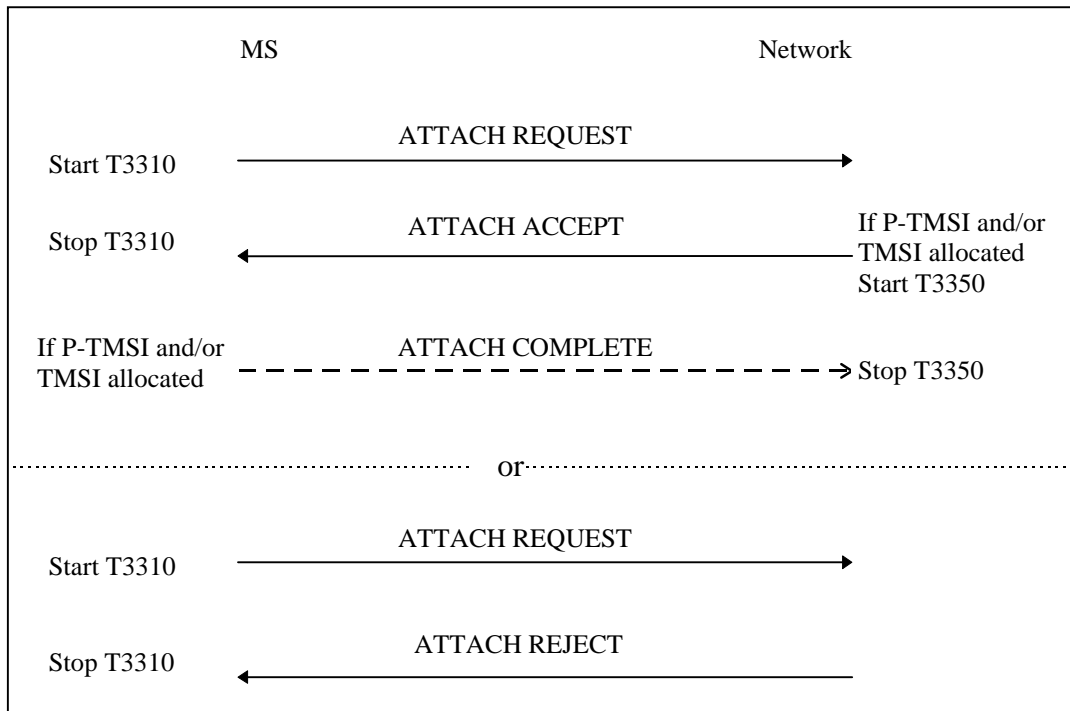 MS
Network
ATTACH REQUEST
Start T3310
ATTACH ACCEPT
Stop T3310
If P-TMSI and/or
TMSI allocated
Start T3350
If P-TMSI and/or
TMSI allocated
ATTACH COMPLETE
Stop T3350
or
ATTACH REQUEST
Start T3310
ATTACH REJECT
Stop T3310